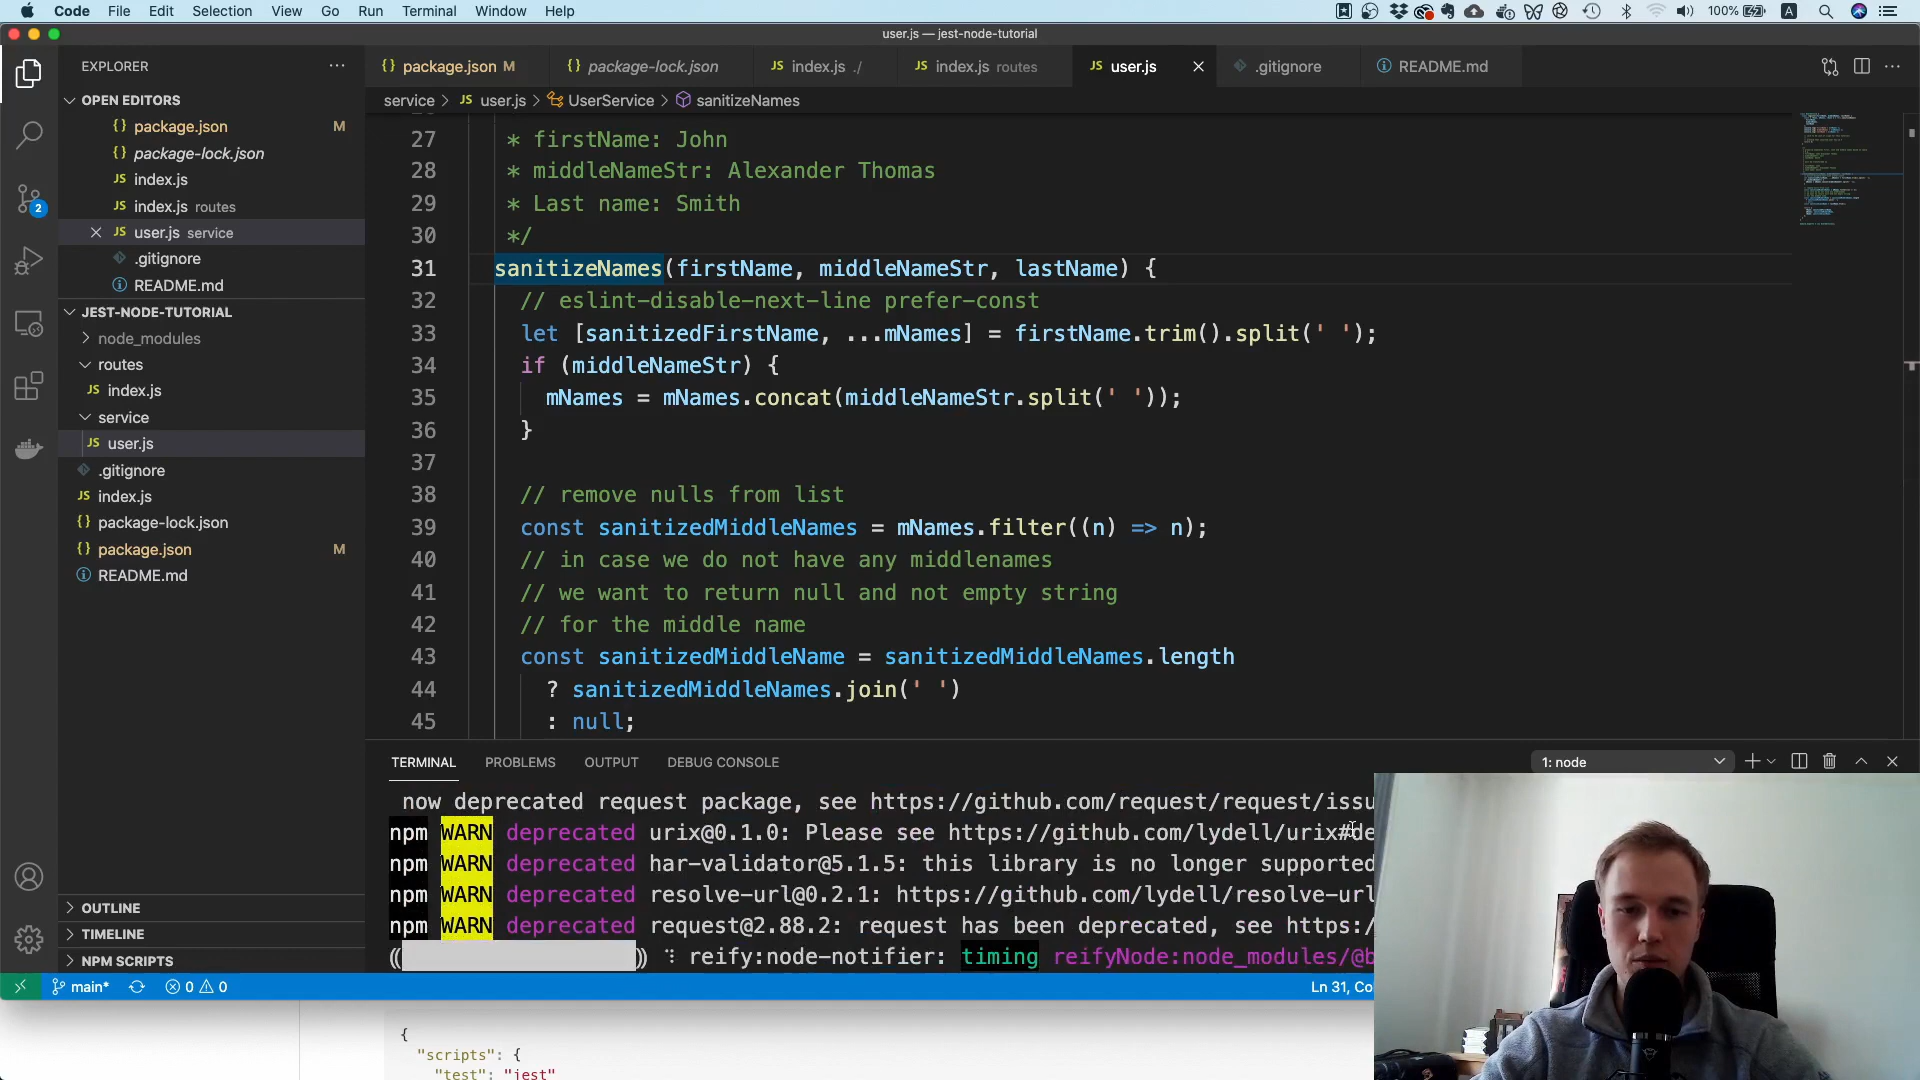 Code File Edit Selection View Go Run Terminal Window Help
100%
A
user.js — jest-node-tutorial
EXPLORER
OPEN EDITORS
{} package.json M
{} package-lock.json
JS index.js
JS index.js routes
JS user.js service
.gitignore
README.md
JEST-NODE-TUTORIAL
node_modules
routes
JS index.js
service
JS user.js
.gitignore
JS index.js
{} package-lock.json
{} package.json M
README.md
OUTLINE
TIMELINE
NPM SCRIPTS
2
{} package.json M
{} package-lock.json
JS index.js ./
JS index.js routes
JS user.js
.gitignore
README.md
service > JS user.js > UserService > sanitizeNames
27 * firstName: John
28 * middleNameStr: Alexander Thomas
29 * Last name: Smith
30 */
31 sanitizeNames(firstName, middleNameStr, lastName) {
32 // eslint-disable-next-line prefer-const
33 let [sanitizedFirstName, ...mNames] = firstName.trim().split(' ');
34 if (middleNameStr) {
35 mNames = mNames.concat(middleNameStr.split(' '));
36 }
37
38 // remove nulls from list
39 const sanitizedMiddleNames = mNames.filter((n) => n);
40 // in case we do not have any middlenames
41 // we want to return null and not empty string
42 // for the middle name
43 const sanitizedMiddleName = sanitizedMiddleNames.length
44 ? sanitizedMiddleNames.join(' ')
45 : null;
TERMINAL PROBLEMS OUTPUT DEBUG CONSOLE
1: node
now deprecated request package, see https://github.com/request/request/issu
npm WARN deprecated urix@0.1.0: Please see https://github.com/lydell/urix#de
npm WARN deprecated har-validator@5.1.5: this library is no longer supported
npm WARN deprecated resolve-url@0.2.1: https://github.com/lydell/resolve-url
npm WARN deprecated request@2.88.2: request has been deprecated, see https:/
reify:node-notifier: timing reifyNode:node_modules/@b
main* 0 0
Ln 31, Co
{
"scripts": {
"test": "jest"